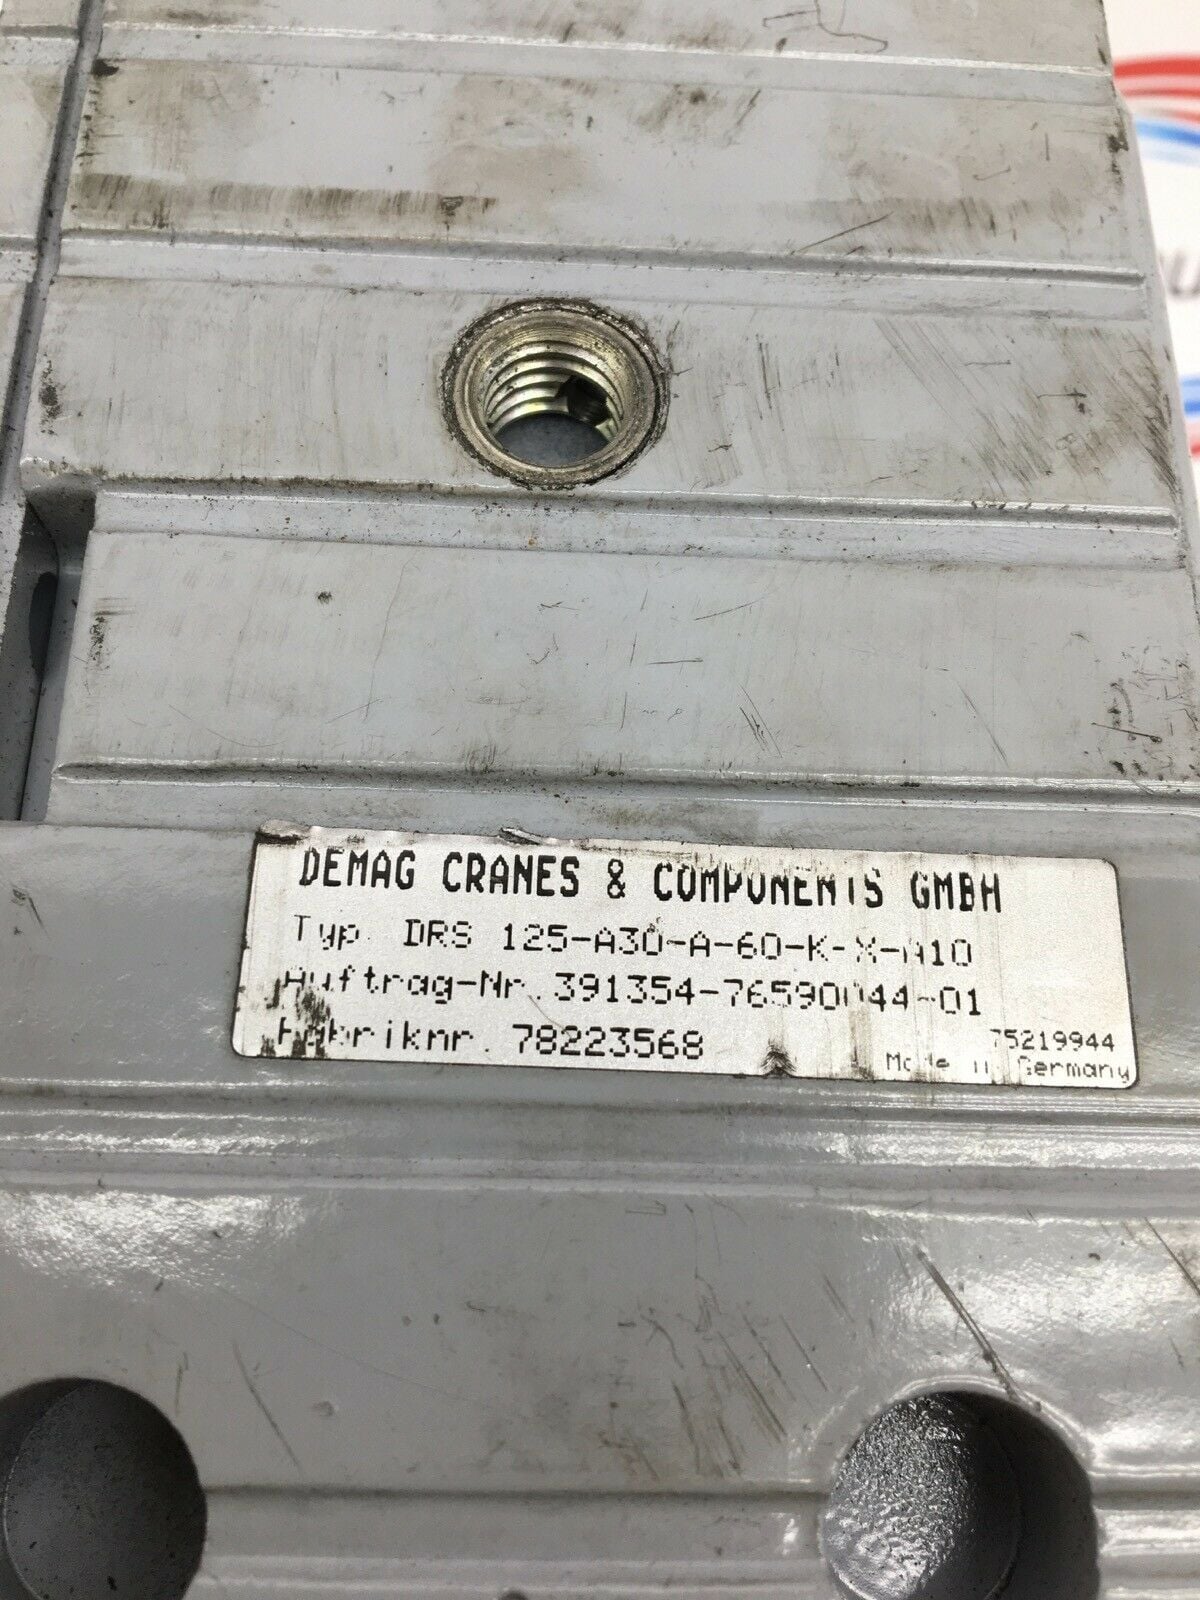 DEMAG CRANES & COMPONENTS GMBH
Typ. DRS 125-A30-A-60-K-X-A10
Auftrag-Nr. 391354-76590044-01
Fabriknr. 78223568
75219944
Made in Germany